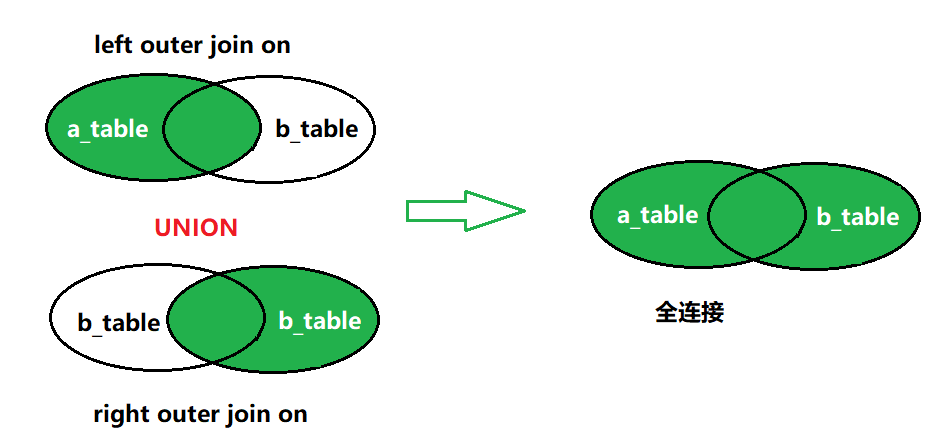 left outer join on
a_table
b_table
UNION
b_table
b_table
right outer join on
a_table
b_table
全连接